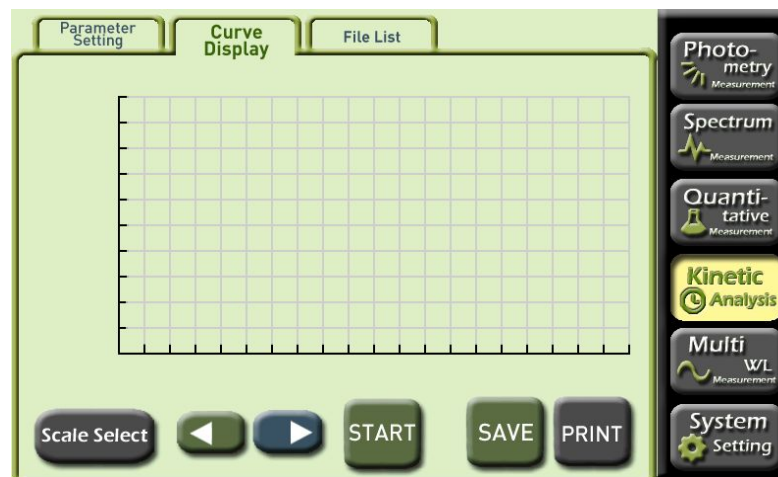 Parameter
Setting
Curve
Display
File List
Photo-
metry
Measurement
Spectrum
Measurement
Quanti-
tative
Measurement
Kinetic
Analysis
Multi
WL
Measurement
System
Setting
Scale Select
START
SAVE
PRINT